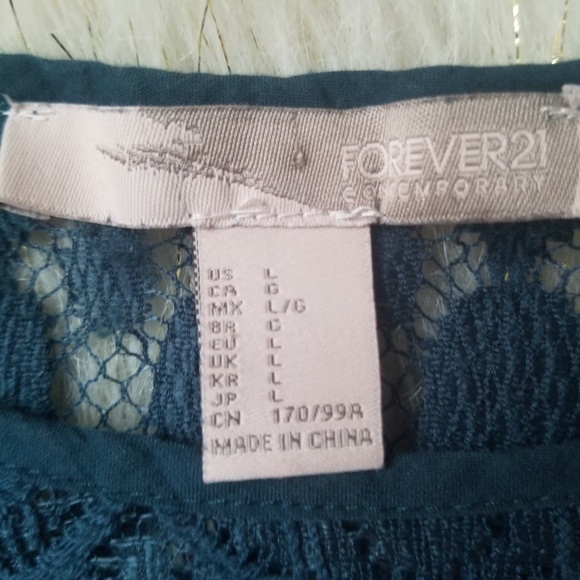 FOREVER21
CONTEMPORARY
US L
CA G
MX L/G
BR G
EU L
UK L
KR L
JP L
CN 170/99A
MADE IN CHINA